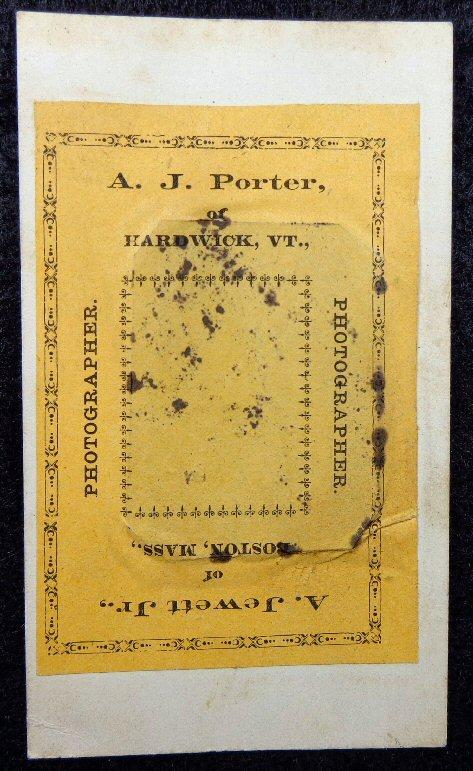 A. J. Porter,
of
HARDWICK, VT.,
PHOTOGRAPHER.
PHOTOGRAPHER.
A. Jewett Jr.,
of
BOSTON, MASS.,